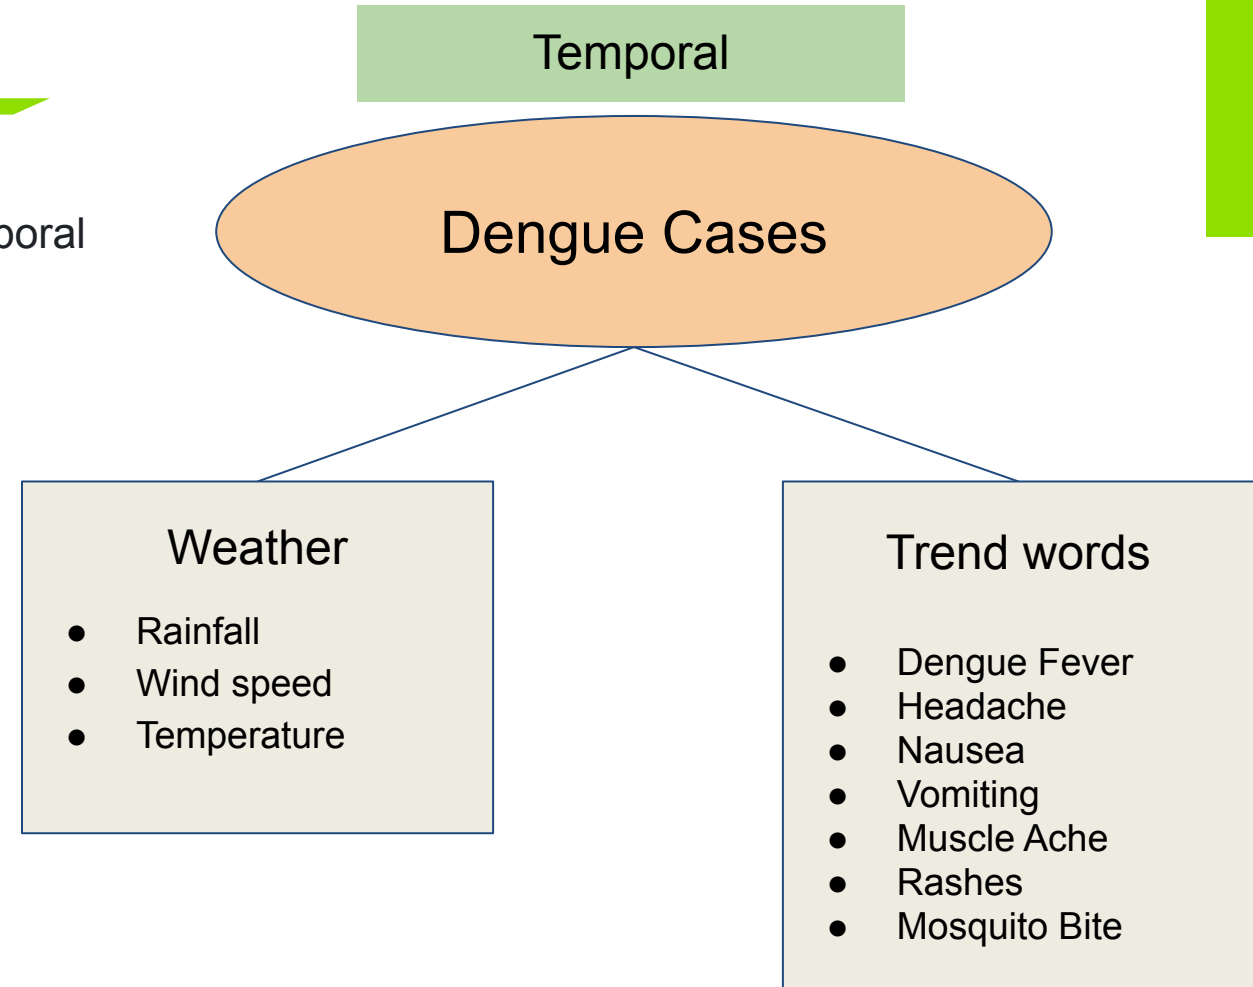 Temporal
poral
Dengue Cases
Weather
● Rainfall
● Wind speed
● Temperature
Trend words
● Dengue Fever
● Headache
● Nausea
● Vomiting
● Muscle Ache
● Rashes
● Mosquito Bite